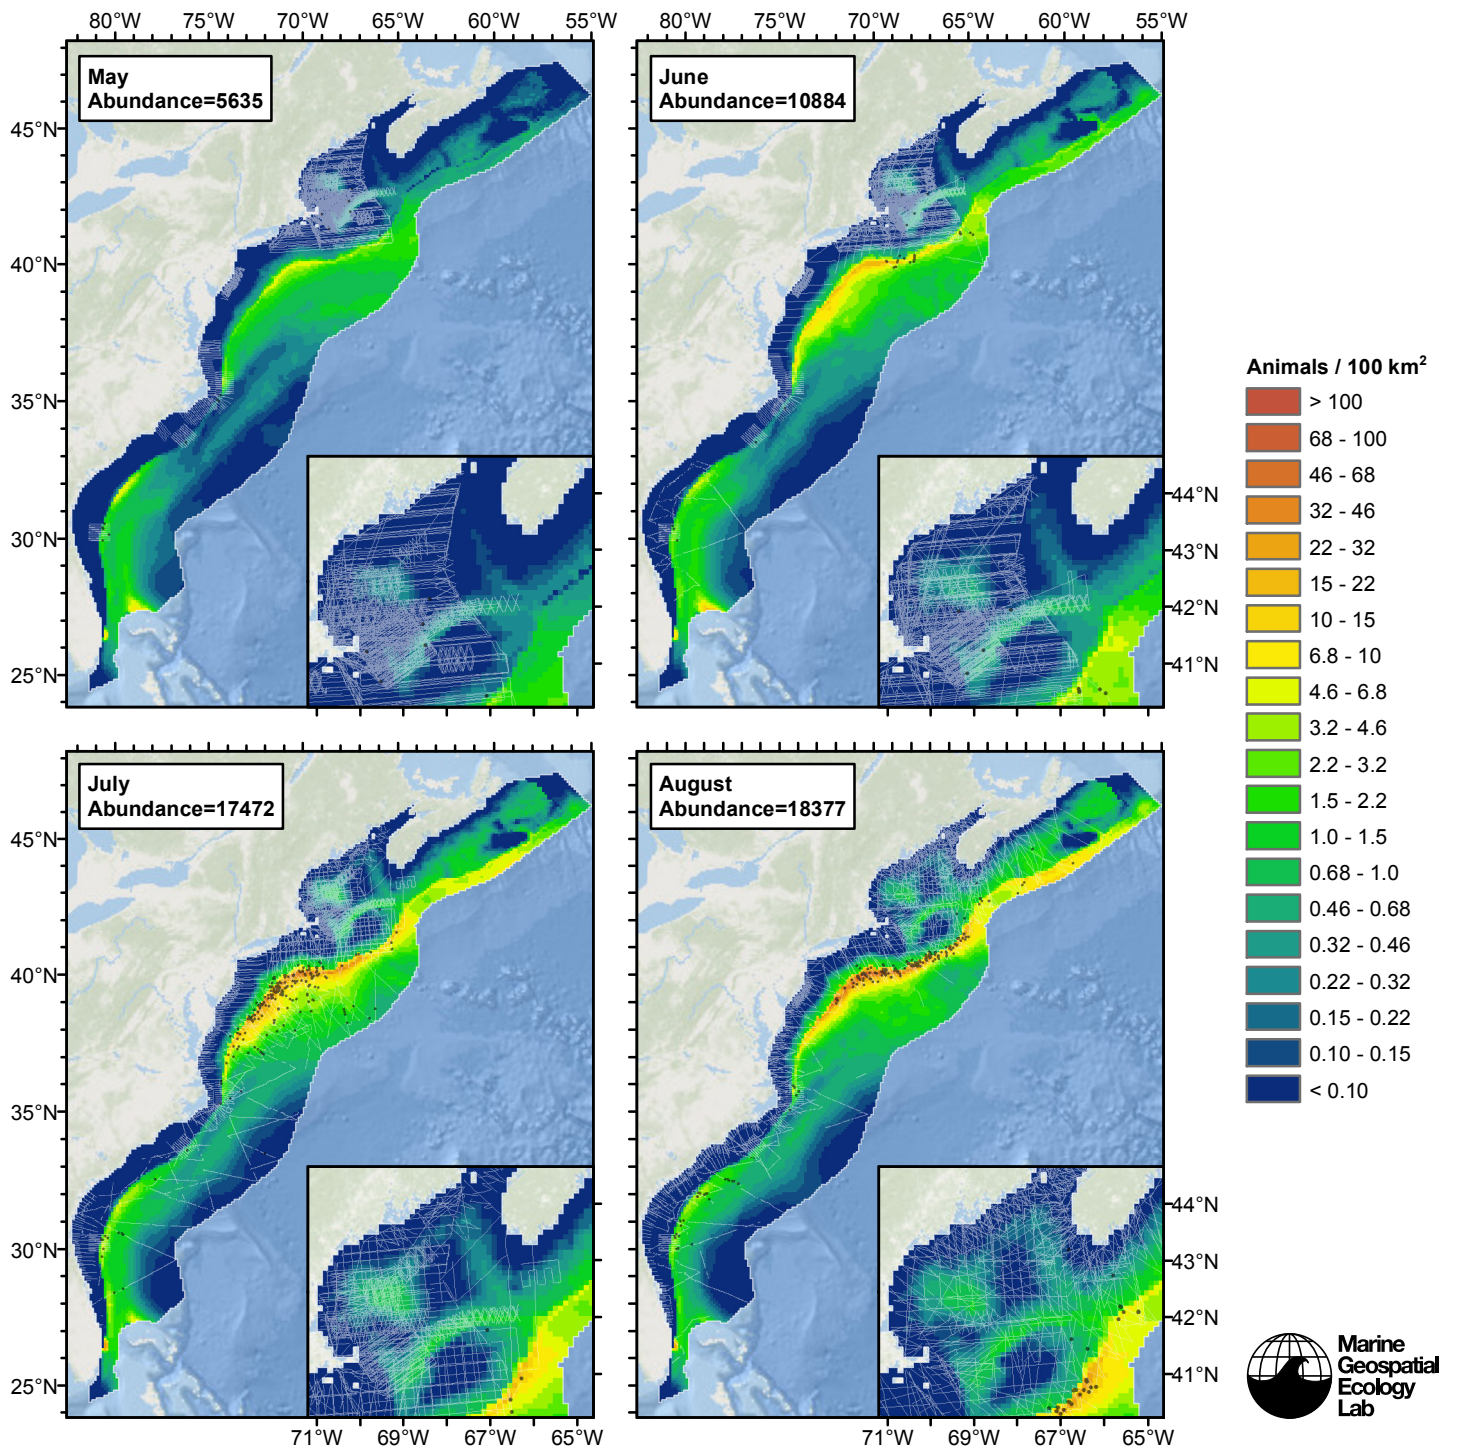 80°W 75°W 70°W 65°W 60°W 55°W 80°W 75°W 70°W 65°W 60°W 55°W
May
Abundance=5635
June
Abundance=10884
45°N
40°N
35°N
30°N
25°N
44°N
43°N
42°N
41°N
July
Abundance=17472
August
Abundance=18377
45°N
40°N
35°N
30°N
25°N
44°N
43°N
42°N
41°N
71°W 69°W 67°W 65°W 71°W 69°W 67°W 65°W
Animals / 100 km²
> 100
68 - 100
46 - 68
32 - 46
22 - 32
15 - 22
10 - 15
6.8 - 10
4.6 - 6.8
3.2 - 4.6
2.2 - 3.2
1.5 - 2.2
1.0 - 1.5
0.68 - 1.0
0.46 - 0.68
0.32 - 0.46
0.22 - 0.32
0.15 - 0.22
0.10 - 0.15
< 0.10
Marine
Geospatial
Ecology
Lab